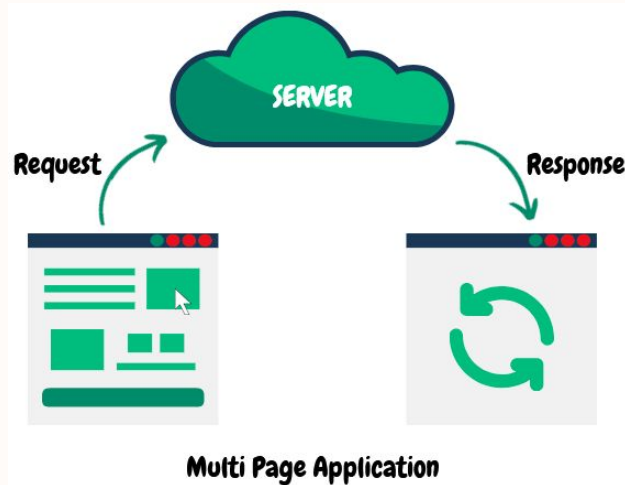 SERVER
Request
Response
Multi Page Application